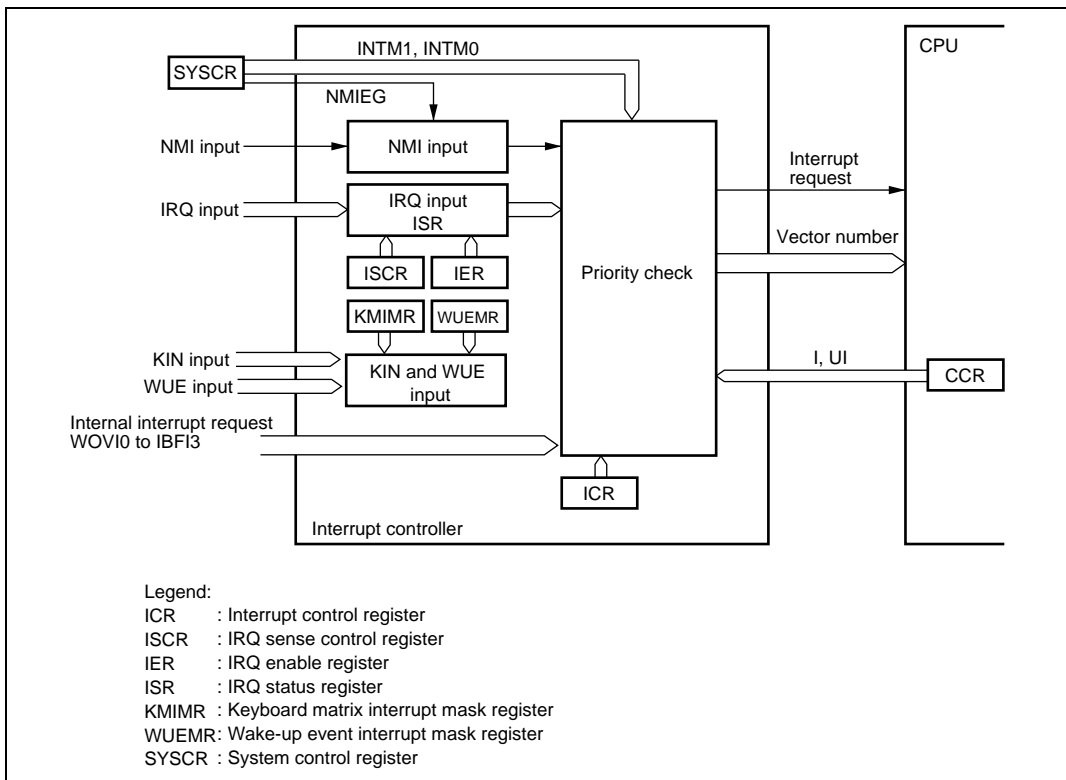 INTM1, INTM0
CPU
SYSCR
NMIEG
NMI input
NMI input
Interrupt
request
IRQ input
IRQ input
ISR
Vector number
ISCR
IER
Priority check
KMIMR
WUEMR
KIN input
WUE input
KIN and WUE
input
I, UI
CCR
Internal interrupt request
WOVI0 to IBFI3
ICR
Interrupt controller
Legend:
ICR : Interrupt control register
ISCR : IRQ sense control register
IER : IRQ enable register
ISR : IRQ status register
KMIMR : Keyboard matrix interrupt mask register
WUEMR : Wake-up event interrupt mask register
SYSCR : System control register